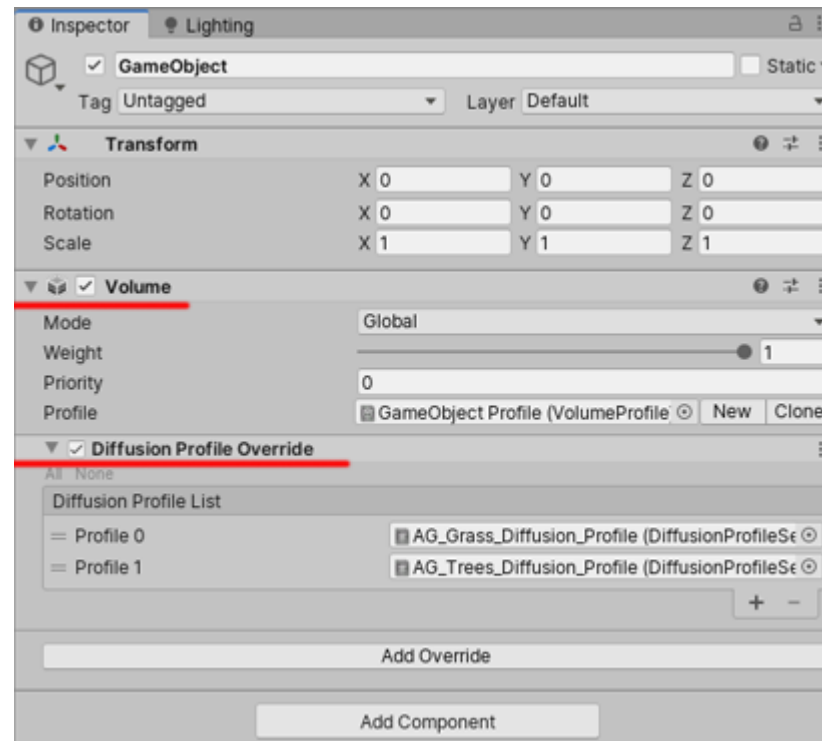 Inspector Lighting
GameObject Static
Tag Untagged Layer Default
Transform
Position X 0 Y 0 Z 0
Rotation X 0 Y 0 Z 0
Scale X 1 Y 1 Z 1
Volume
Mode Global
Weight 1
Priority 0
Profile GameObject Profile (VolumeProfile New Clone
Diffusion Profile Override
All None
Diffusion Profile List
= Profile 0 AG_Grass_Diffusion_Profile (DiffusionProfileSe
= Profile 1 AG_Trees_Diffusion_Profile (DiffusionProfileSe
+ −
Add Override
Add Component